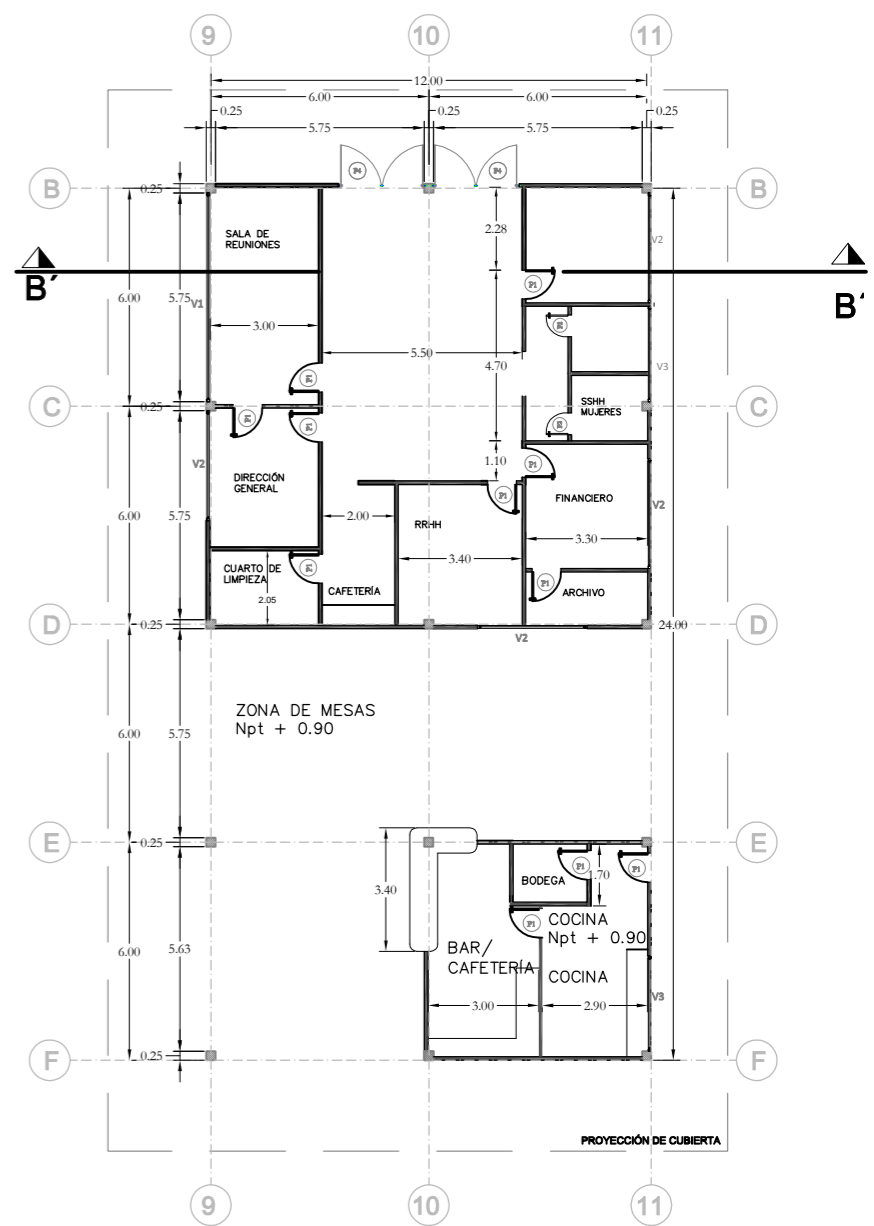 9
10
11
12.00
6.00
6.00
0.25
0.25
0.25
5.75
5.75
P4
P4
B
0.25
B
SALA DE
REUNIONES
2.28
V2
B´
P1
B´
6.00
5.75
V1
3.00
5.50
4.70
V3
P1
C
0.25
SSHH
MUJERES
C
P1
P1
V2
1.10
P1
DIRECCIÓN
GENERAL
P1
FINANCIERO
V2
6.00
5.75
2.00
RRHH
3.40
3.30
CUARTO DE
LIMPIEZA
P1
2.05
CAFETERÍA
P1
ARCHIVO
D
0.25
24.00
D
V2
ZONA DE MESAS
Npt + 0.90
6.00
5.75
E
0.25
E
3.40
BODEGA
P1
1.70
P1
P1
COCINA
Npt + 0.90
BAR/
CAFETERÍA
COCINA
6.00
5.63
3.00
2.90
V3
F
0.25
F
PROYECCIÓN DE CUBIERTA
9
10
11